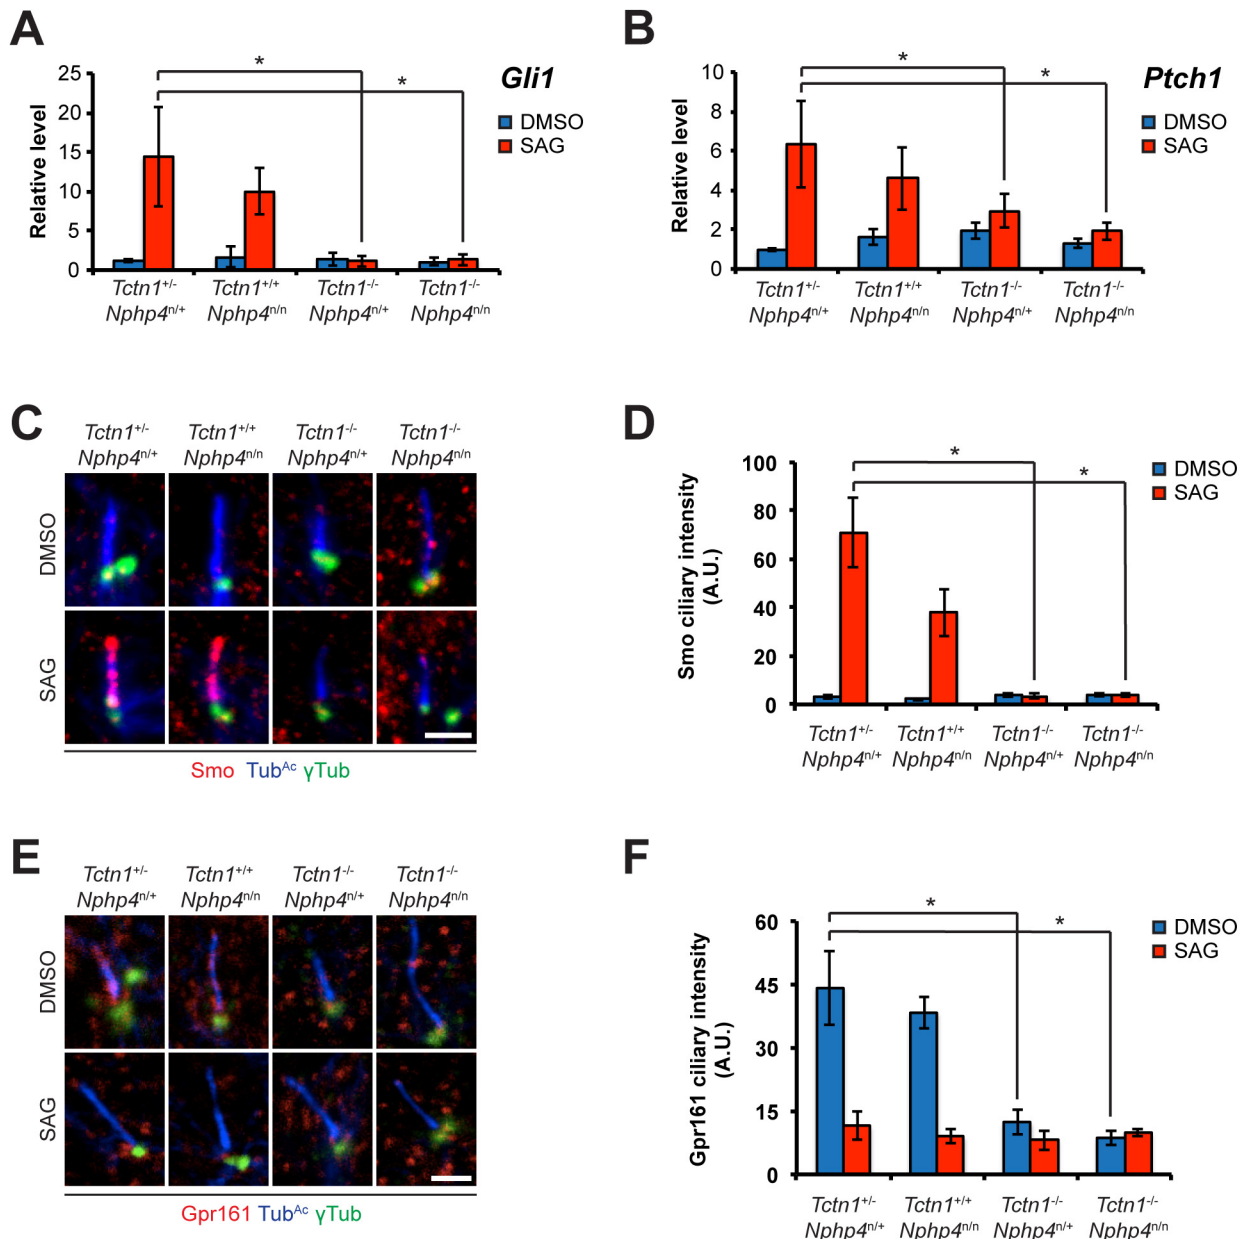 A
Gli1
DMSO
SAG
Relative level
25
20
15
10
5
0
*
*
Tctn1+/- Tctn1+/+ Tctn1-/- Tctn1-/-
Nphp4n/+ Nphp4n/n Nphp4n/+ Nphp4n/n
B
Ptch1
DMSO
SAG
Relative level
10
8
6
4
2
0
*
*
Tctn1+/- Tctn1+/+ Tctn1-/- Tctn1-/-
Nphp4n/+ Nphp4n/n Nphp4n/+ Nphp4n/n
C
Tctn1+/- Tctn1+/+ Tctn1-/- Tctn1-/-
Nphp4n/+ Nphp4n/n Nphp4n/+ Nphp4n/n
DMSO
SAG
Smo TubAc γTub
D
DMSO
SAG
Smo ciliary intensity
(A.U.)
100
80
60
40
20
0
*
*
Tctn1+/- Tctn1+/+ Tctn1-/- Tctn1-/-
Nphp4n/+ Nphp4n/n Nphp4n/+ Nphp4n/n
E
Tctn1+/- Tctn1+/+ Tctn1-/- Tctn1-/-
Nphp4n/+ Nphp4n/n Nphp4n/+ Nphp4n/n
DMSO
SAG
Gpr161 TubAc γTub
F
DMSO
SAG
Gpr161 ciliary intensity
(A.U.)
60
45
30
15
0
*
*
Tctn1+/- Tctn1+/+ Tctn1-/- Tctn1-/-
Nphp4n/+ Nphp4n/n Nphp4n/+ Nphp4n/n